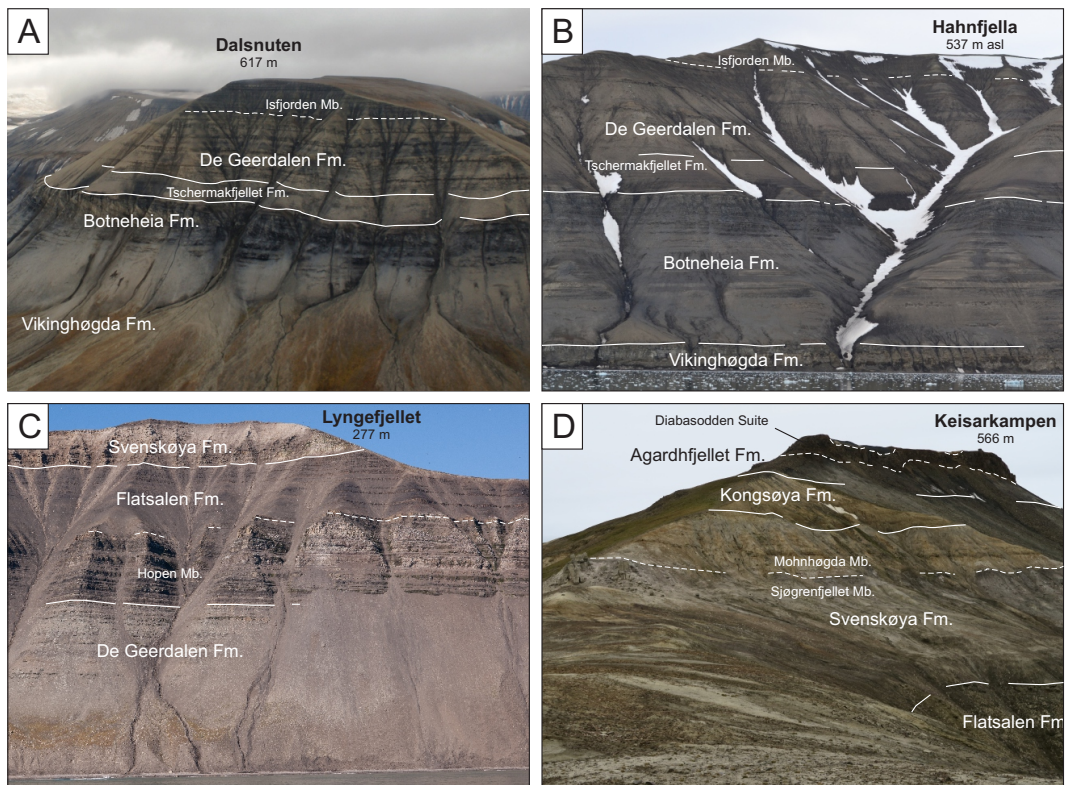 A
Dalsnuten
617 m
Isfjorden Mb.
De Geerdalen Fm.
Tschermakfjellet Fm.
Botneheia Fm.
Vikinghøgda Fm.
B
Hahnfjella
537 m asl
Isfjorden Mb.
De Geerdalen Fm.
Tschermakfjellet Fm.
Botneheia Fm.
Vikinghøgda Fm.
C
Lyngefjellet
277 m
Svenskøya Fm.
Flatsalen Fm.
Hopen Mb.
De Geerdalen Fm.
D
Diabasodden Suite
Keisarkampen
566 m
Agardhfjellet Fm.
Kongsøya Fm.
Mohnhøgda Mb.
Sjøgrenfjellet Mb.
Svenskøya Fm.
Flatsalen Fm